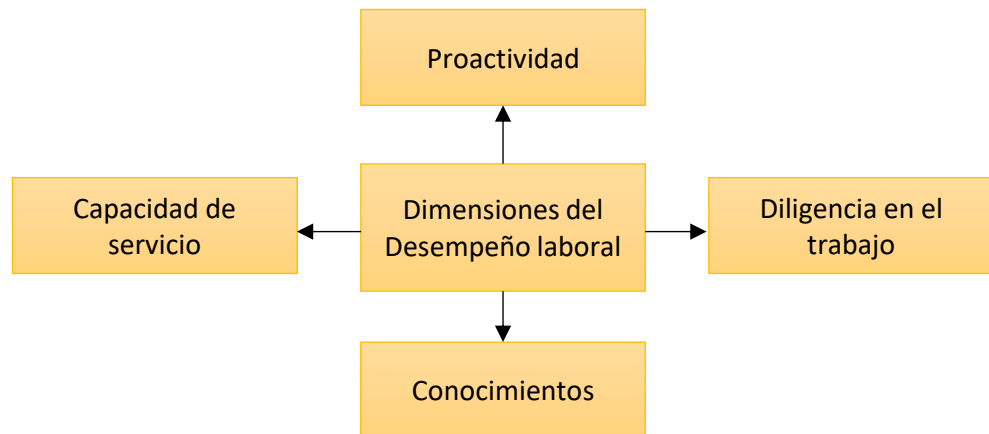 Proactividad
Capacidad de
servicio
Dimensiones del
Desempeño laboral
Diligencia en el
trabajo
Conocimientos